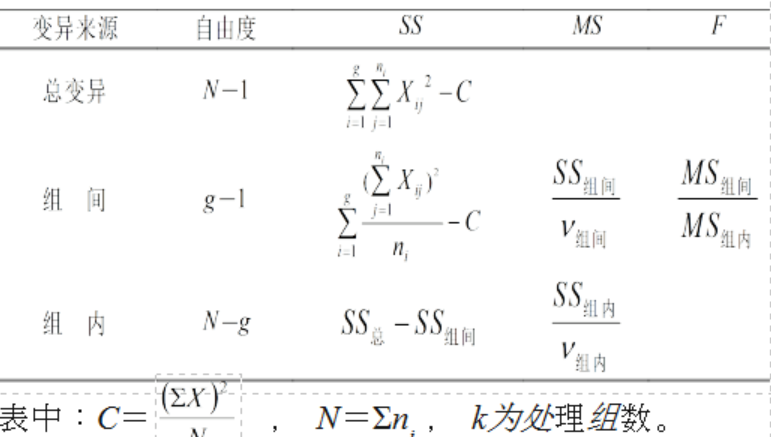 变异来源 自由度 SS MS F
总变异 N−1 $\sum_{i=1}^{g}\sum_{j=1}^{n_i} X_{ij}^2 - C$
组 间 g−1 $\sum_{i=1}^{g}\frac{(\sum_{j=1}^{n_i} X_{ij})^2}{n_i} - C$ $\frac{SS_{组间}}{\nu_{组间}}$ $\frac{MS_{组间}}{MS_{组内}}$
组 内 N−g $SS_{总} - SS_{组间}$ $\frac{SS_{组内}}{\nu_{组内}}$
表中：C＝$\frac{(\Sigma X)^2}{N}$ ， N＝Σn_i ， k为处理组数。